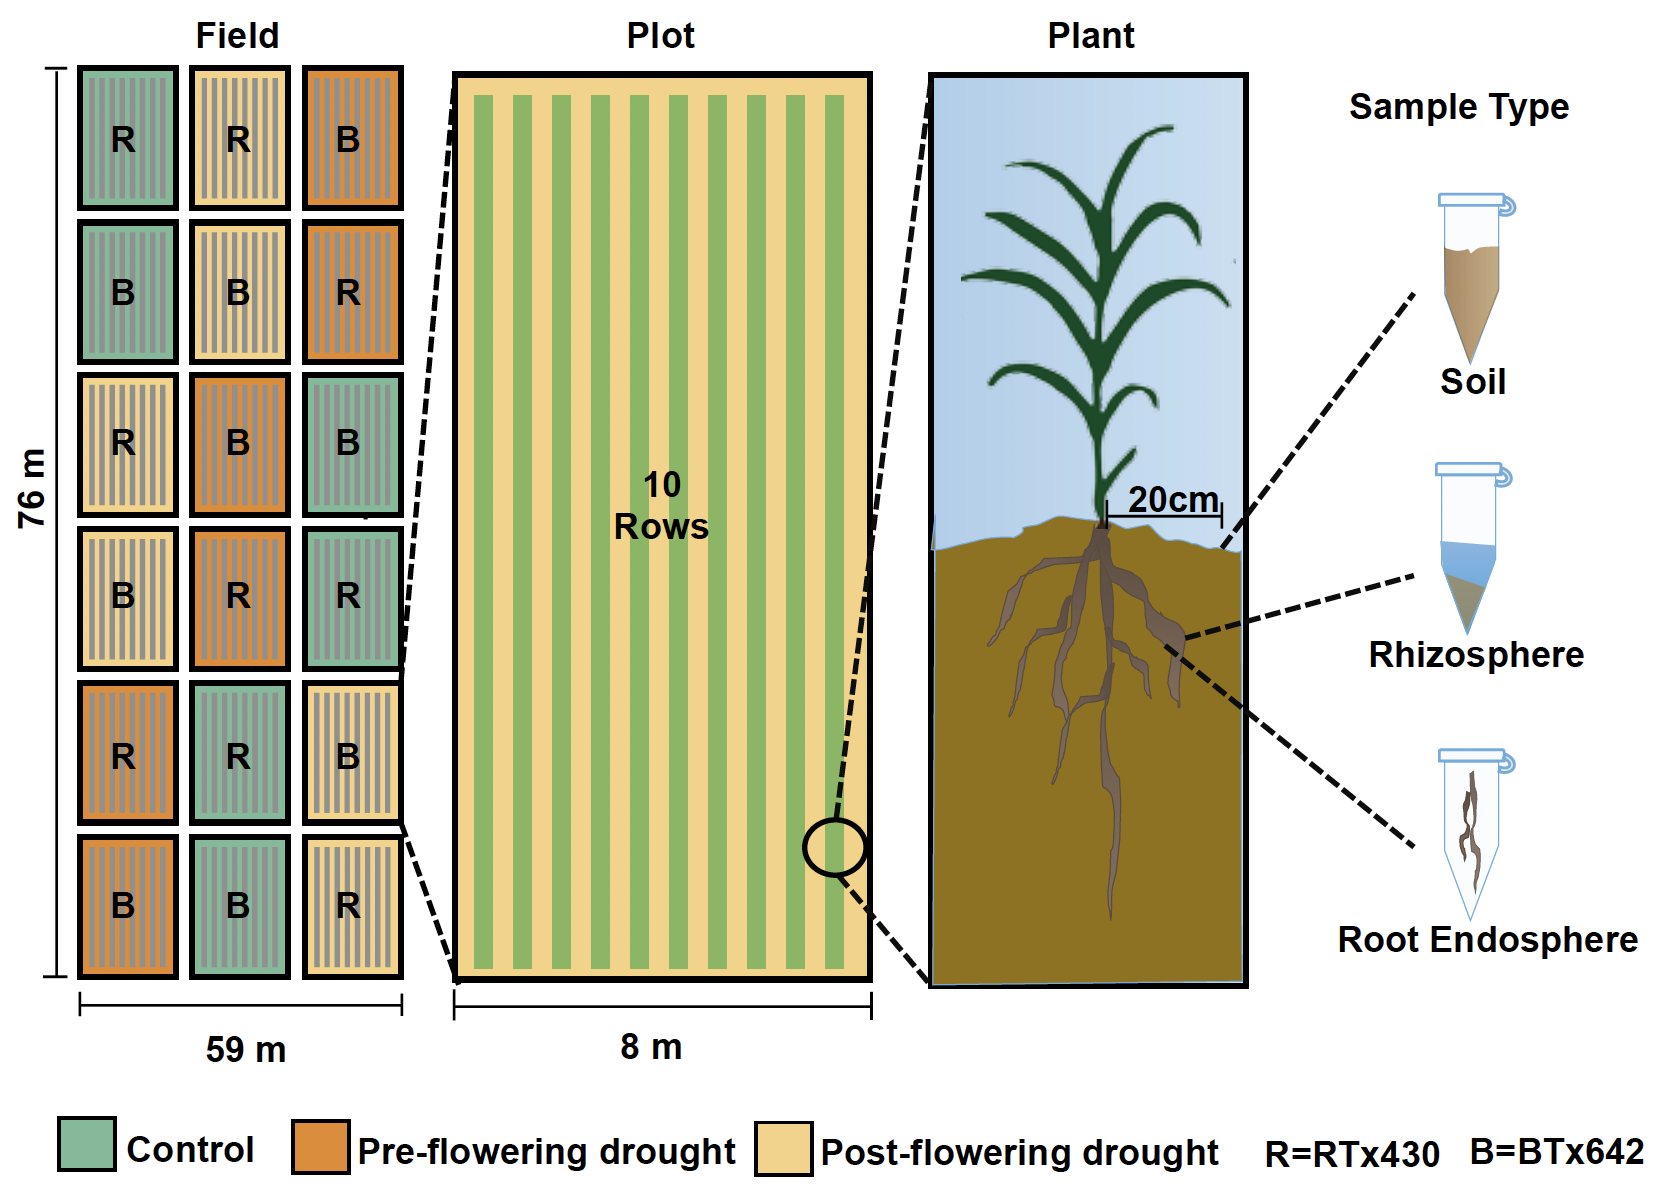 Field
Plot
Plant
Sample Type
R R B
B B R
R B B
B R R
R R B
B B R
76 m
59 m
10
Rows
8 m
20cm
Soil
Rhizosphere
Root Endosphere
Control
Pre-flowering drought
Post-flowering drought
R=RTx430
B=BTx642